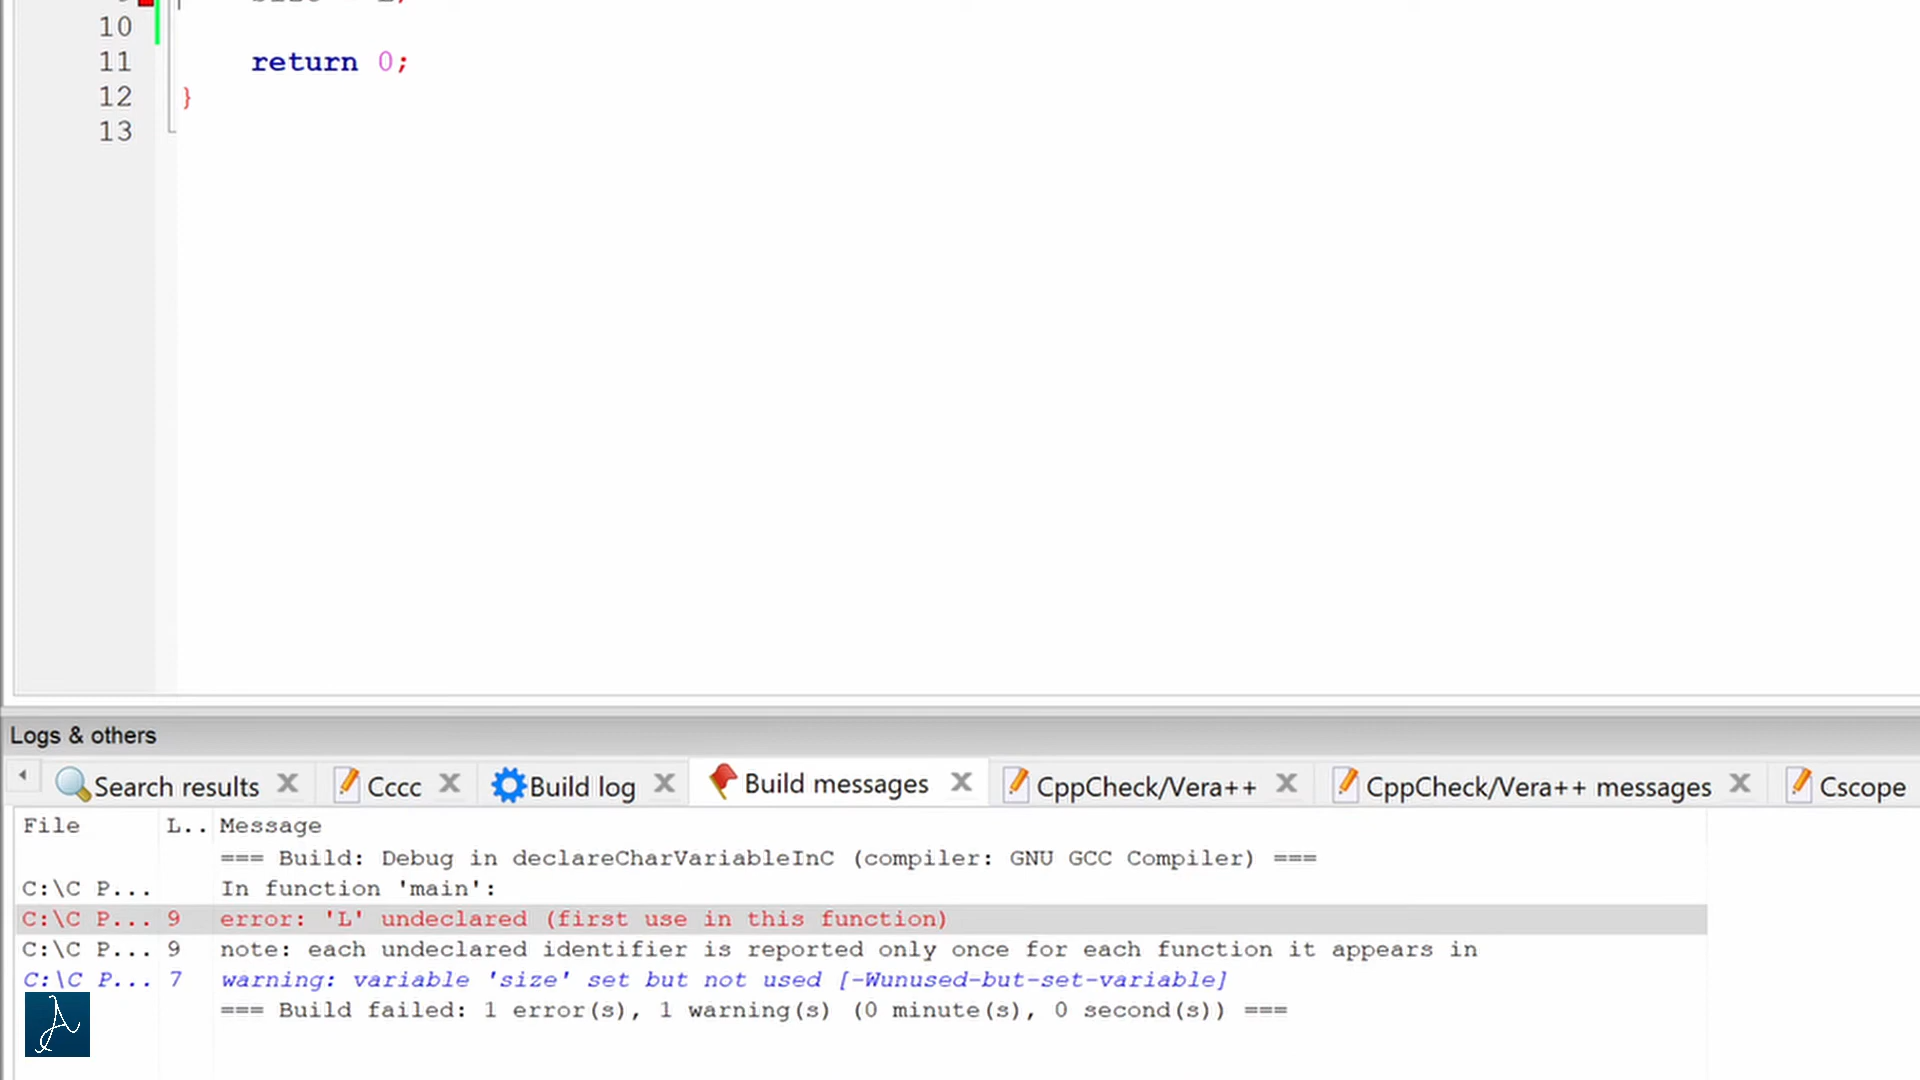 10
11 return 0;
12 }
13
Logs & others
Search results Cccc Build log Build messages CppCheck/Vera++ CppCheck/Vera++ messages Cscope
File L.. Message
=== Build: Debug in declareCharVariableInC (compiler: GNU GCC Compiler) ===
C:\C P... In function 'main':
C:\C P... 9 error: 'L' undeclared (first use in this function)
C:\C P... 9 note: each undeclared identifier is reported only once for each function it appears in
C:\C P... 7 warning: variable 'size' set but not used [-Wunused-but-set-variable]
=== Build failed: 1 error(s), 1 warning(s) (0 minute(s), 0 second(s)) ===